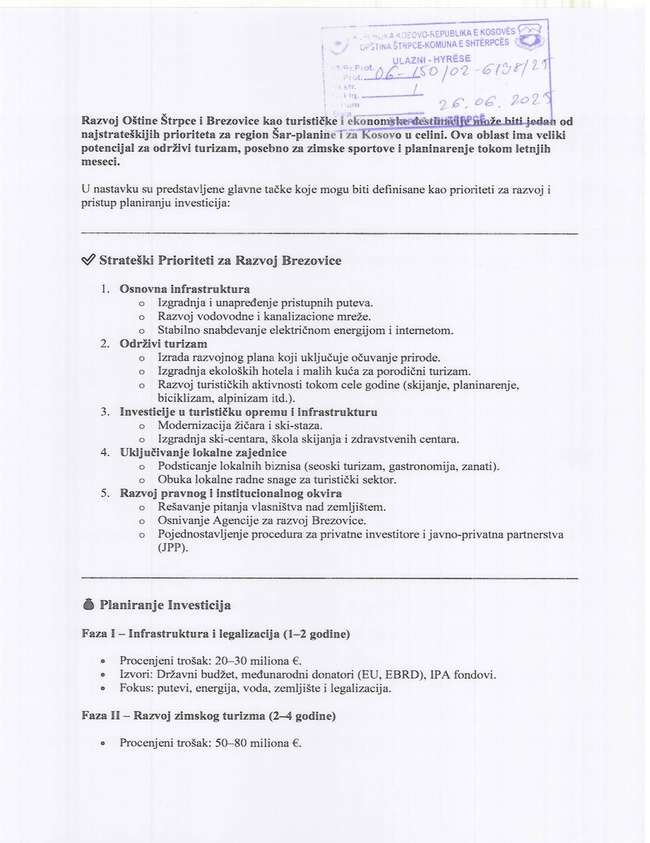 KOSOVO-REPUBLIKA E KOSOVËS
OPŠTINA ŠTRPCE-KOMUNA E SHTËRPCËS
ULAZNI - HYRËSE
Prot.
Prot. 06-150/02-6198/25
str. 1
26.06.2025
Razvoj Oštine Štrpce i Brezovice kao turističke i ekonomske destinacije može biti jedan od
najstrateškijih prioriteta za region Šar-planine i za Kosovo u celini. Ova oblast ima veliki
potencijal za održivi turizam, posebno za zimske sportove i planinarenje tokom letnjih
meseci.
U nastavku su predstavljene glavne tačke koje mogu biti definisane kao prioriteti za razvoj i
pristup planiranju investicija:
✓ Strateški Prioriteti za Razvoj Brezovice
1. Osnovna infrastruktura
o Izgradnja i unapređenje pristupnih puteva.
o Razvoj vodovodne i kanalizacione mreže.
o Stabilno snabdevanje električnom energijom i internetom.
2. Održivi turizam
o Izrada razvojnog plana koji uključuje očuvanje prirode.
o Izgradnja ekoloških hotela i malih kuća za porodični turizam.
o Razvoj turističkih aktivnosti tokom cele godine (skijanje, planinarenje,
biciklizam, alpinizam itd.).
3. Investicije u turističku opremu i infrastrukturu
o Modernizacija žičara i ski-staza.
o Izgradnja ski-centara, škola skijanja i zdravstvenih centara.
4. Uključivanje lokalne zajednice
o Podsticanje lokalnih biznisa (seoski turizam, gastronomija, zanati).
o Obuka lokalne radne snage za turistički sektor.
5. Razvoj pravnog i institucionalnog okvira
o Rešavanje pitanja vlasništva nad zemljištem.
o Osnivanje Agencije za razvoj Brezovice.
o Pojednostavljenje procedura za privatne investitore i javno-privatna partnerstva
(JPP).
Planiranje Investicija
Faza I – Infrastruktura i legalizacija (1–2 godine)
• Procenjeni trošak: 20–30 miliona €.
• Izvori: Državni budžet, međunarodni donatori (EU, EBRD), IPA fondovi.
• Fokus: putevi, energija, voda, zemljište i legalizacija.
Faza II – Razvoj zimskog turizma (2–4 godine)
• Procenjeni trošak: 50–80 miliona €.